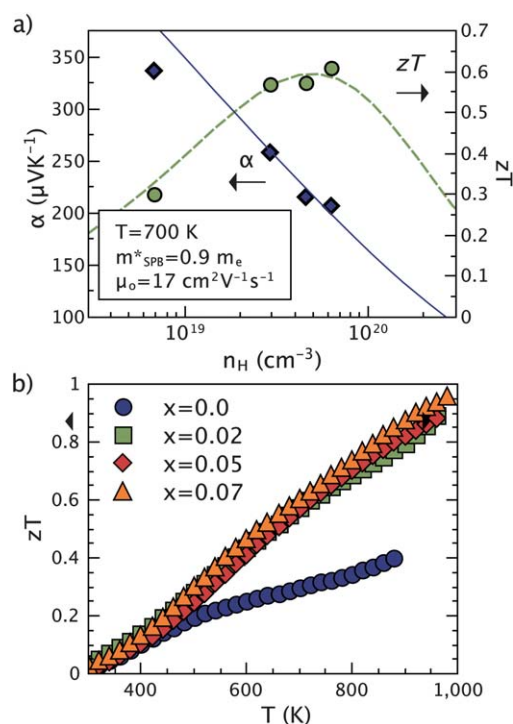 a)
350
300
250
200
150
100
α (μVK⁻¹)
0.7
0.6
0.5
0.4
0.3
0.2
0.1
0
zT
zT
α
T=700 K
m*SPB=0.9 mₑ
μₒ=17 cm²V⁻¹s⁻¹
10¹⁹
10²⁰
n_H (cm⁻³)
b)
1
0.8
0.6
0.4
0.2
0
zT
x=0.0
x=0.02
x=0.05
x=0.07
400
600
800
1,000
T (K)